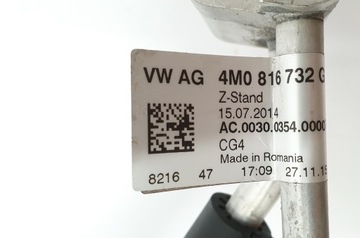 VW AG 4M0 816 732 G
Z-Stand
15.07.2014
AC.0030.0354.0000
CG4
Made in Romania
8216 47 17:09 27.11.15